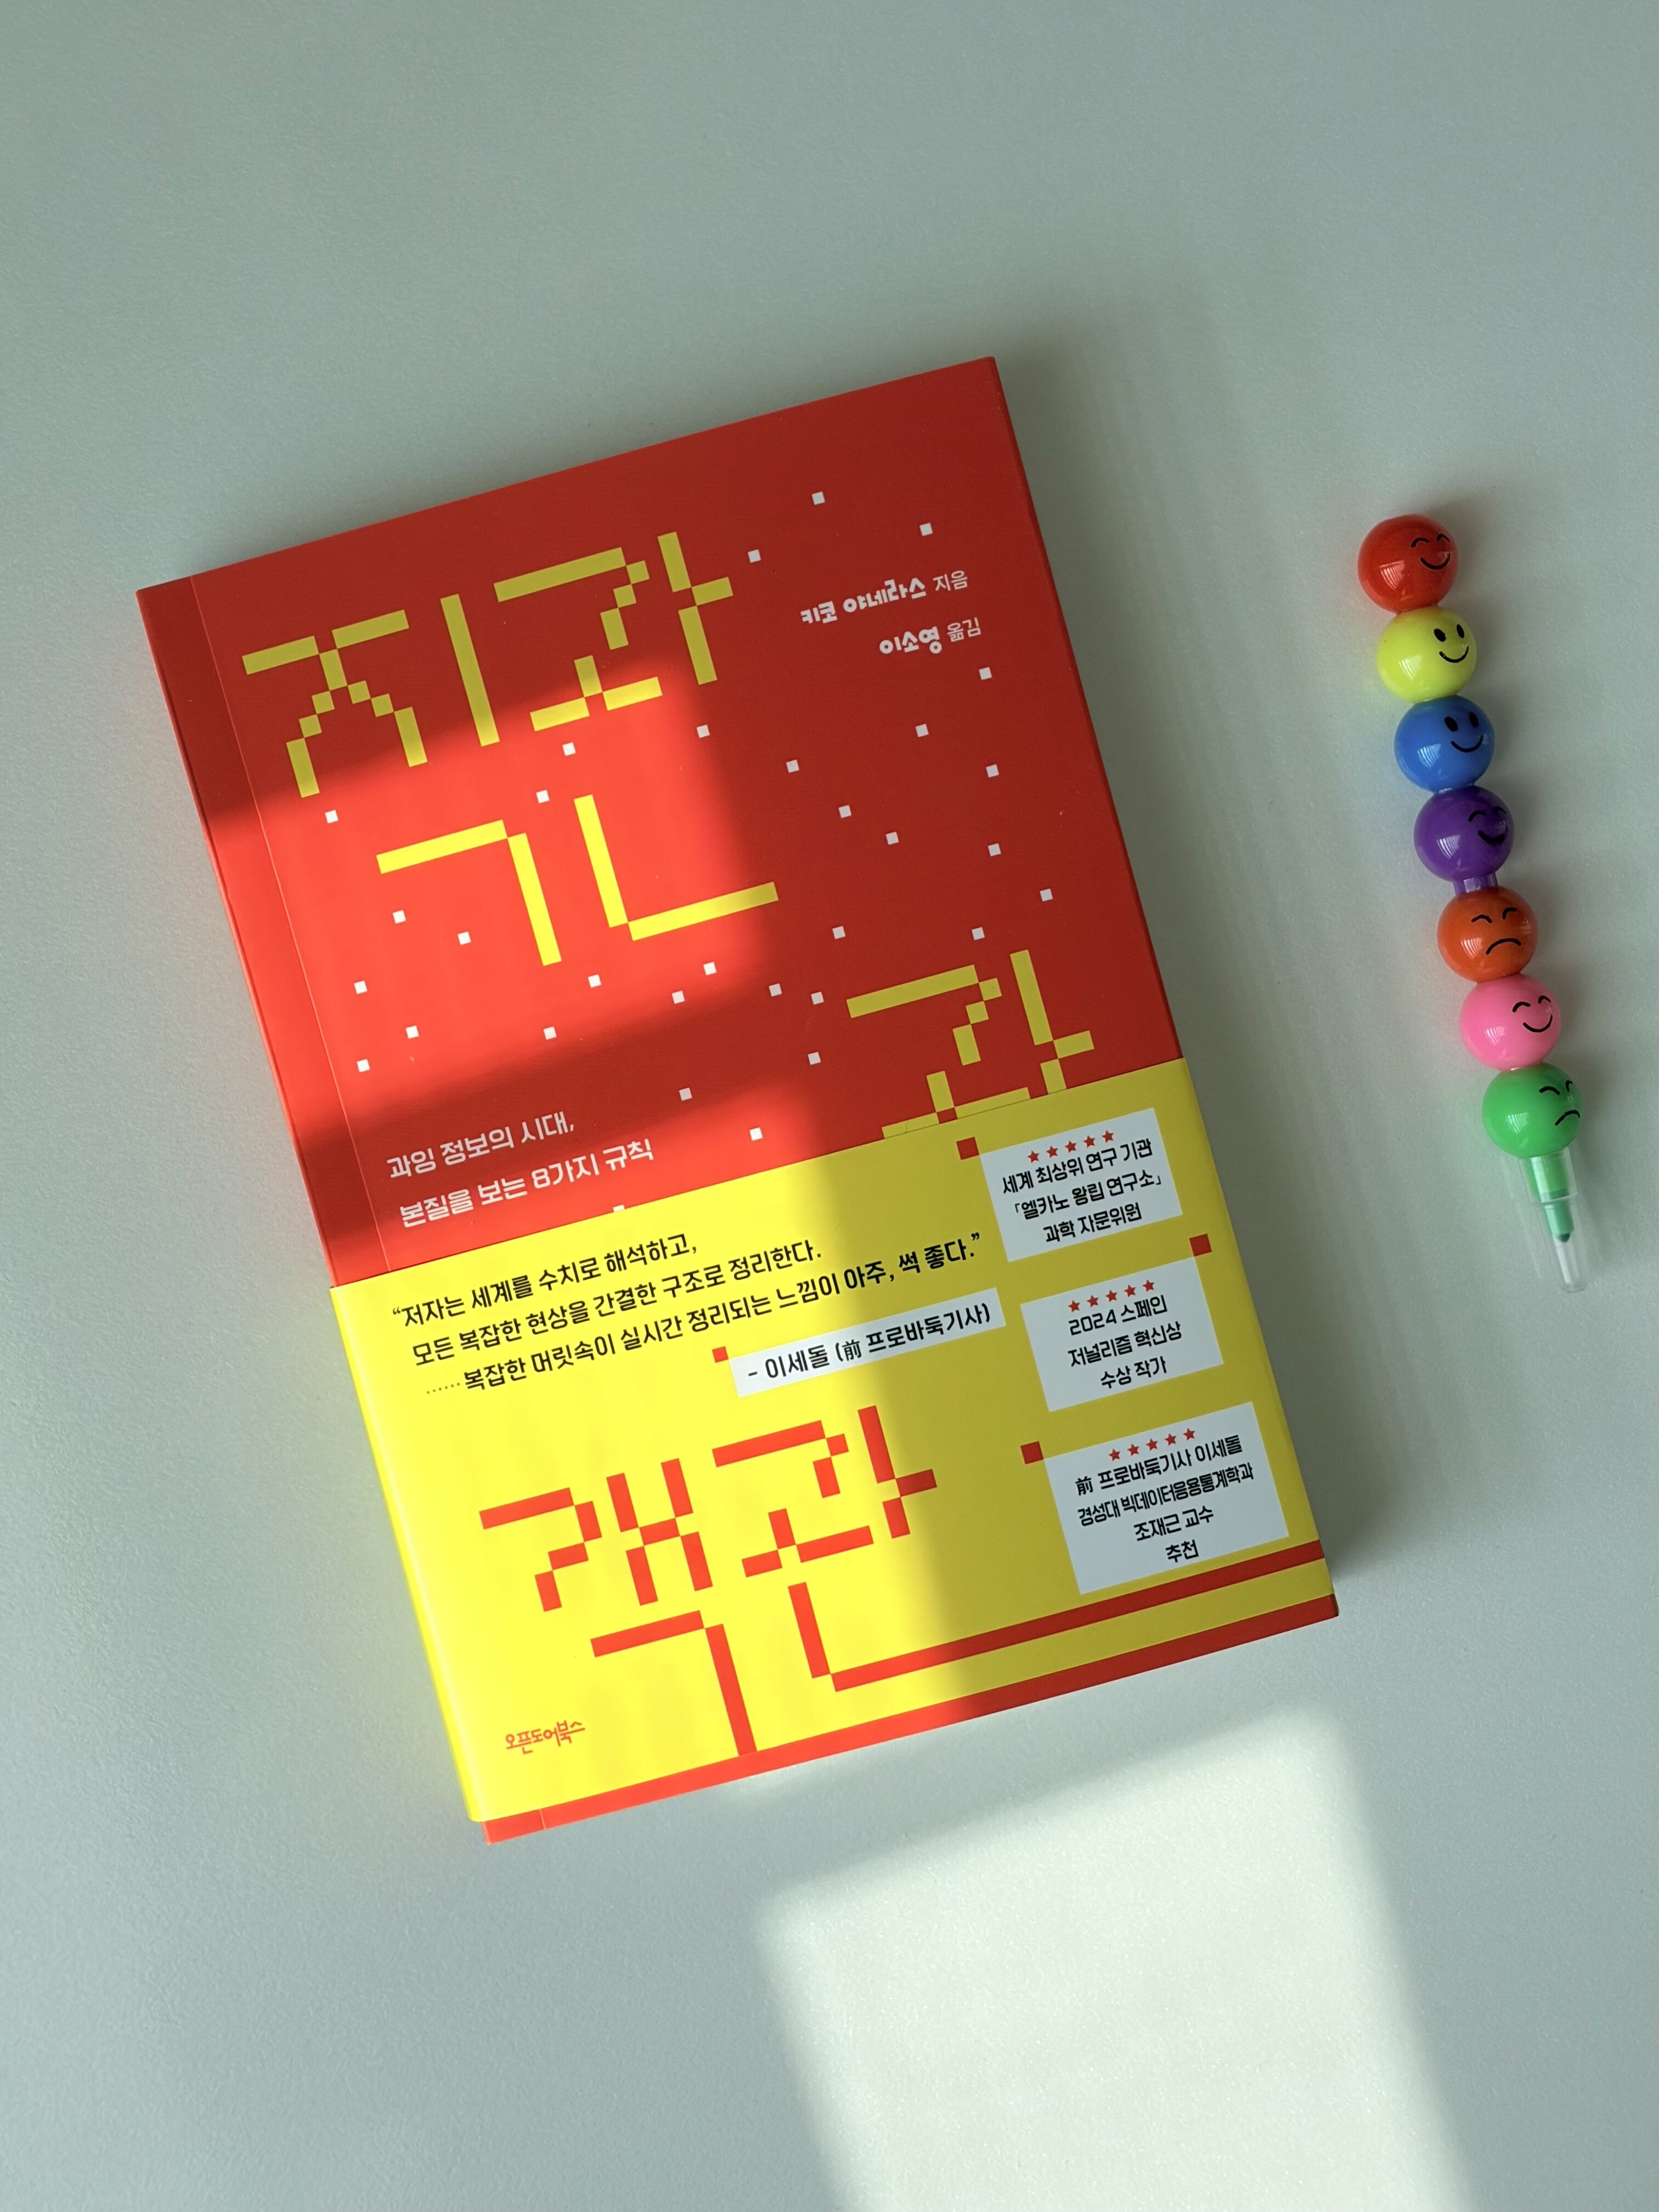 직관
과
키코 야네라스 지음
이소영 옮김
과잉 정보의 시대,
본질을 보는 8가지 규칙
“저자는 세계를 수치로 해석하고,
모든 복잡한 현상을 간결한 구조로 정리한다.
……복잡한 머릿속이 실시간 정리되는 느낌이 아주, 썩 좋다.”
- 이세돌 (前 프로바둑기사)
★★★★★
세계 최상위 연구 기관
「엘카노 왕립 연구소」
과학 자문위원
★★★★★
2024 스페인
저널리즘 혁신상
수상 작가
★★★★★
前 프로바둑기사 이세돌
경성대 빅데이터응용통계학과
조재근 교수
추천
객관
오픈도어북스